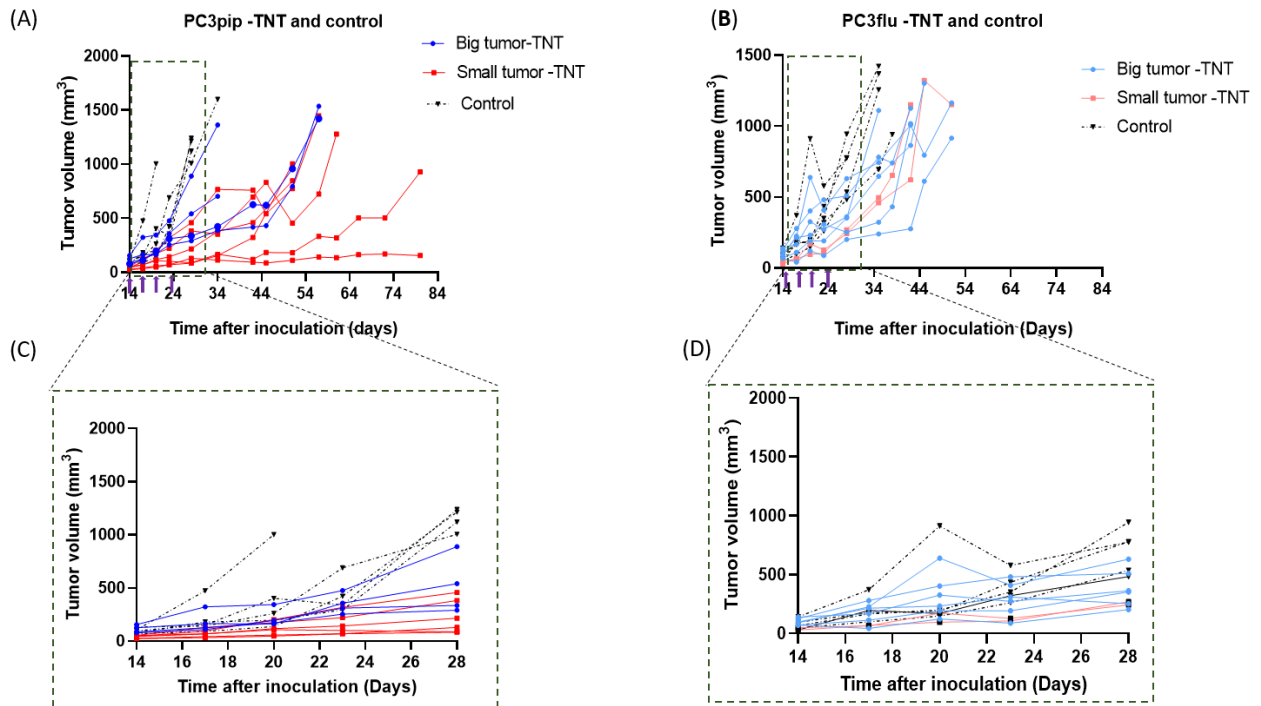 (A)
PC3pip -TNT and control
Tumor volume (mm3)
2000
1500
1000
500
0
14 24 34 44 54 64 74 84
Time after inoculation (days)
Big tumor-TNT
Small tumor -TNT
Control
(B)
PC3flu -TNT and control
Tumor volume (mm3)
1500
1000
500
0
14 24 34 44 54 64 74 84
Time after inoculation (Days)
Big tumor -TNT
Small tumor -TNT
Control
(C)
Tumor volume (mm3)
2000
1500
1000
500
0
14 16 18 20 22 24 26 28
Time after inoculation (Days)
(D)
Tumor volume (mm3)
2000
1500
1000
500
0
14 16 18 20 22 24 26 28
Time after inoculation (Days)